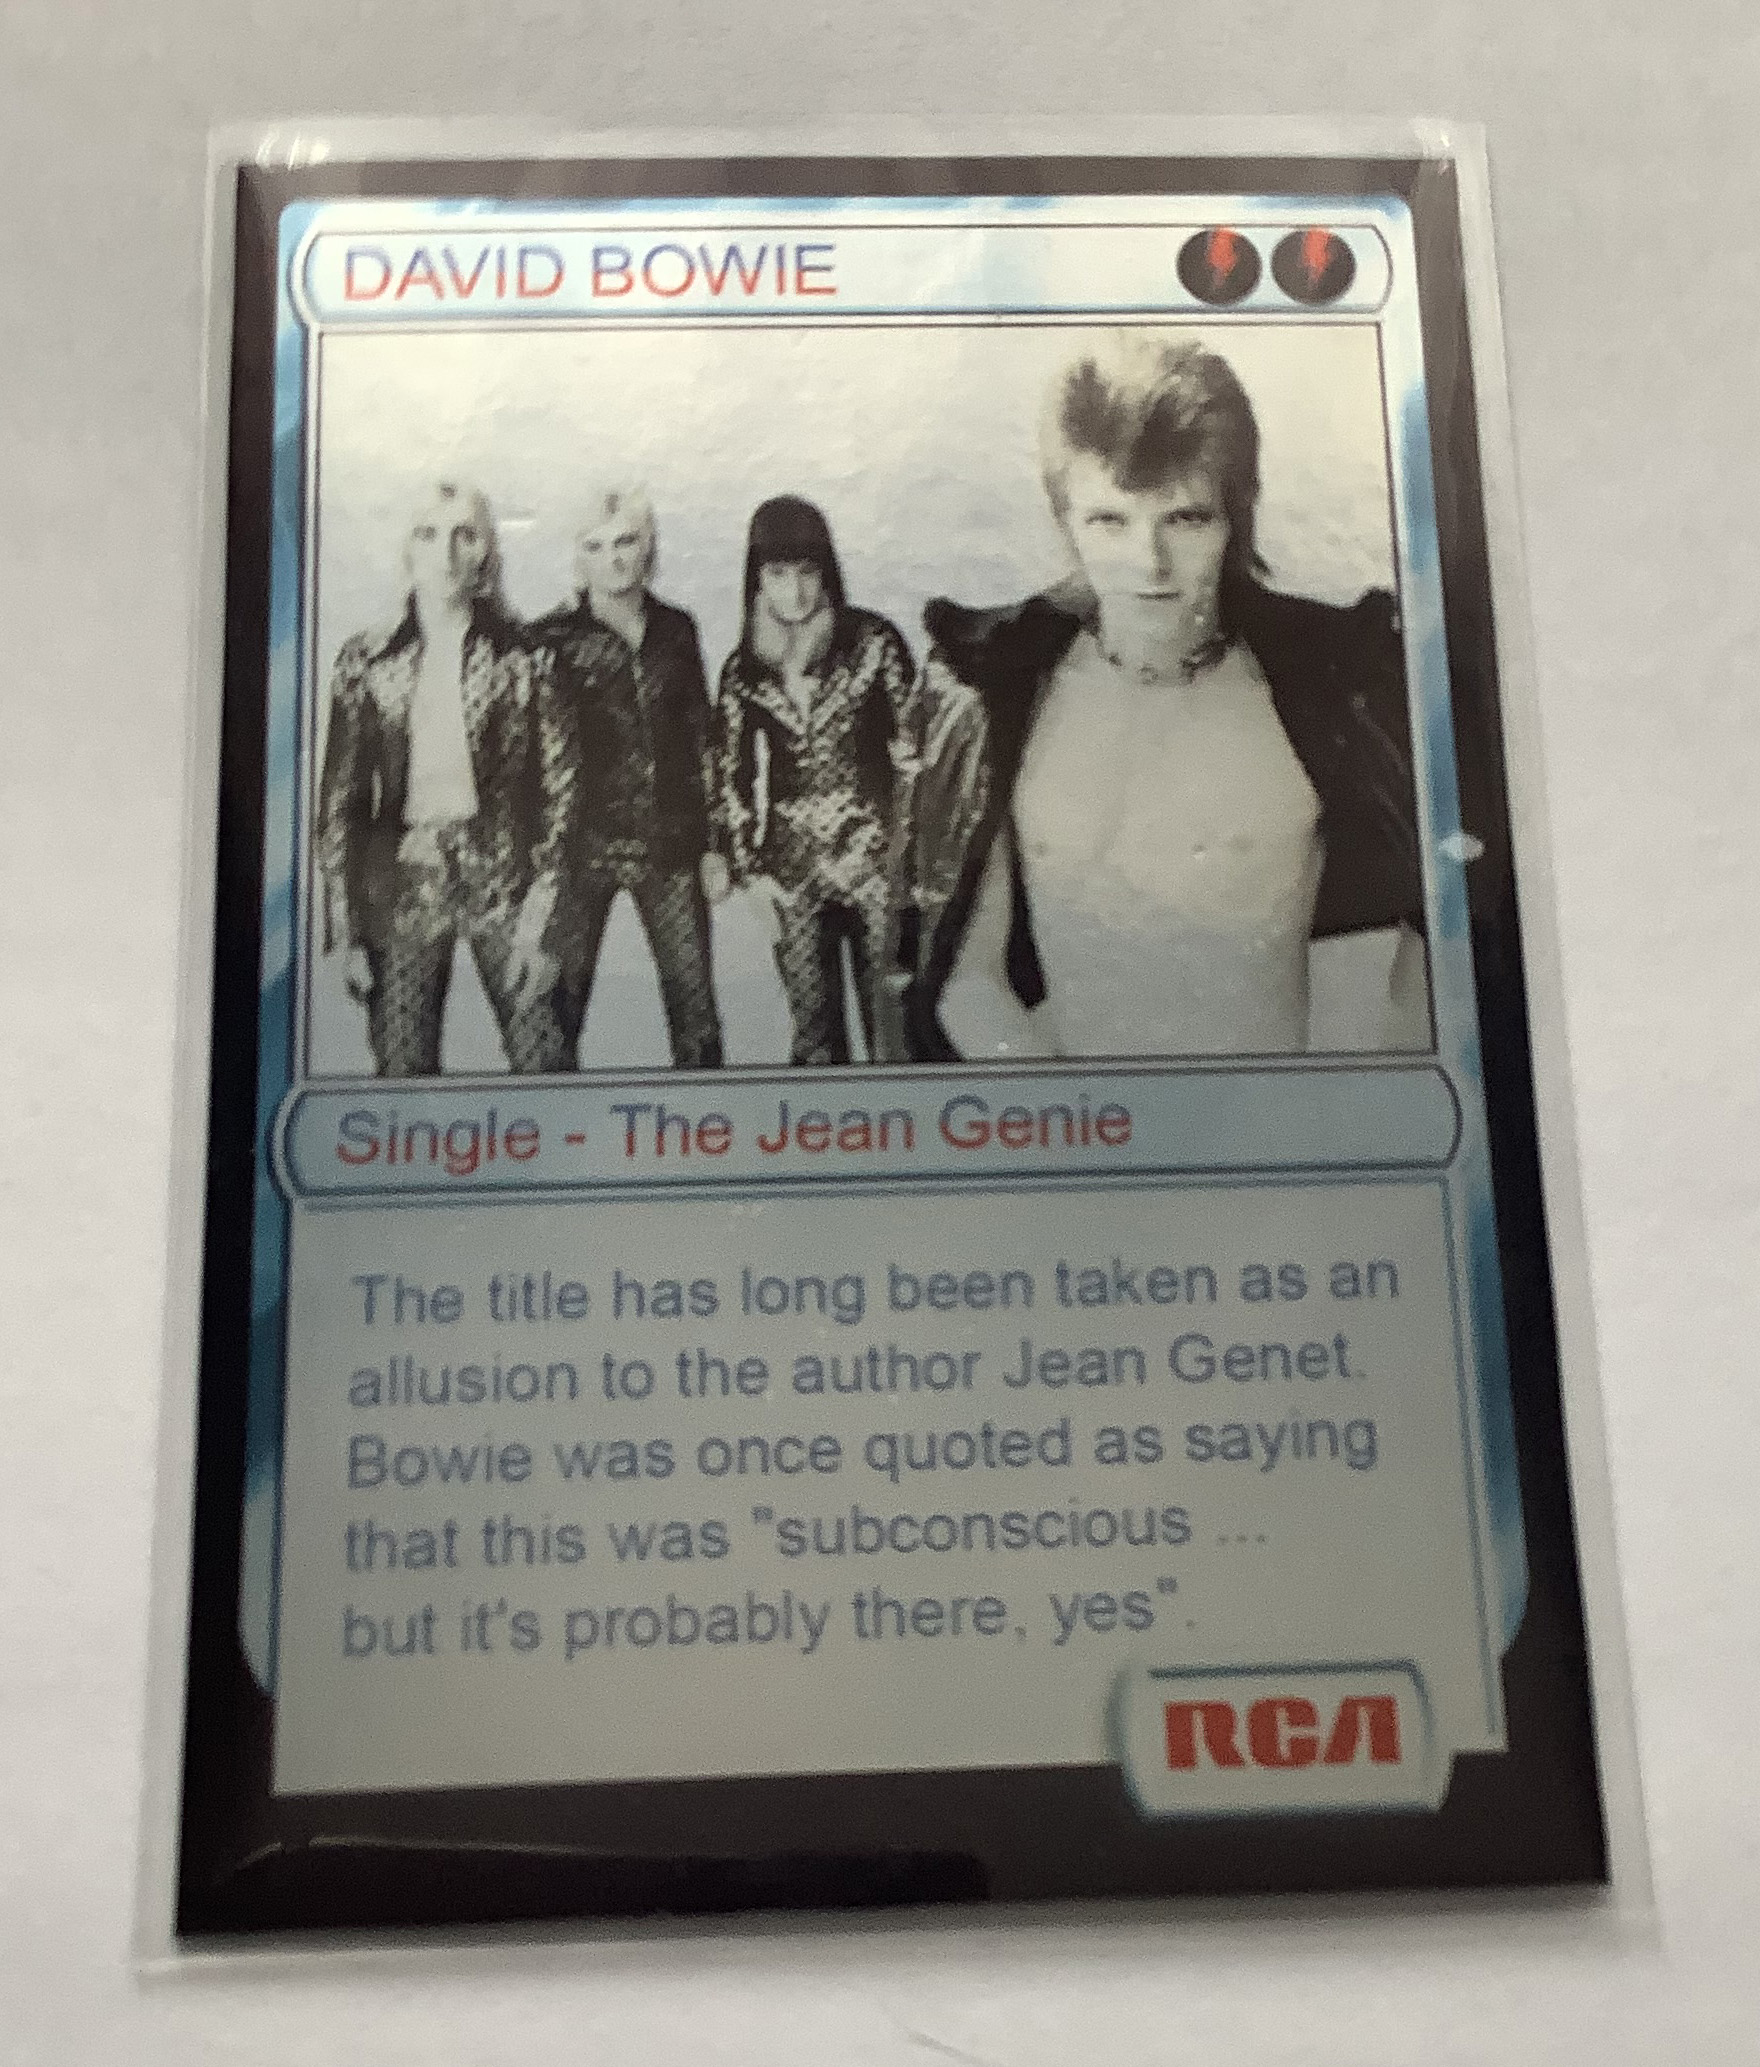 DAVID BOWIE
Single - The Jean Genie
The title has long been taken as an
allusion to the author Jean Genet.
Bowie was once quoted as saying
that this was "subconscious ...
but it's probably there, yes".
RCA